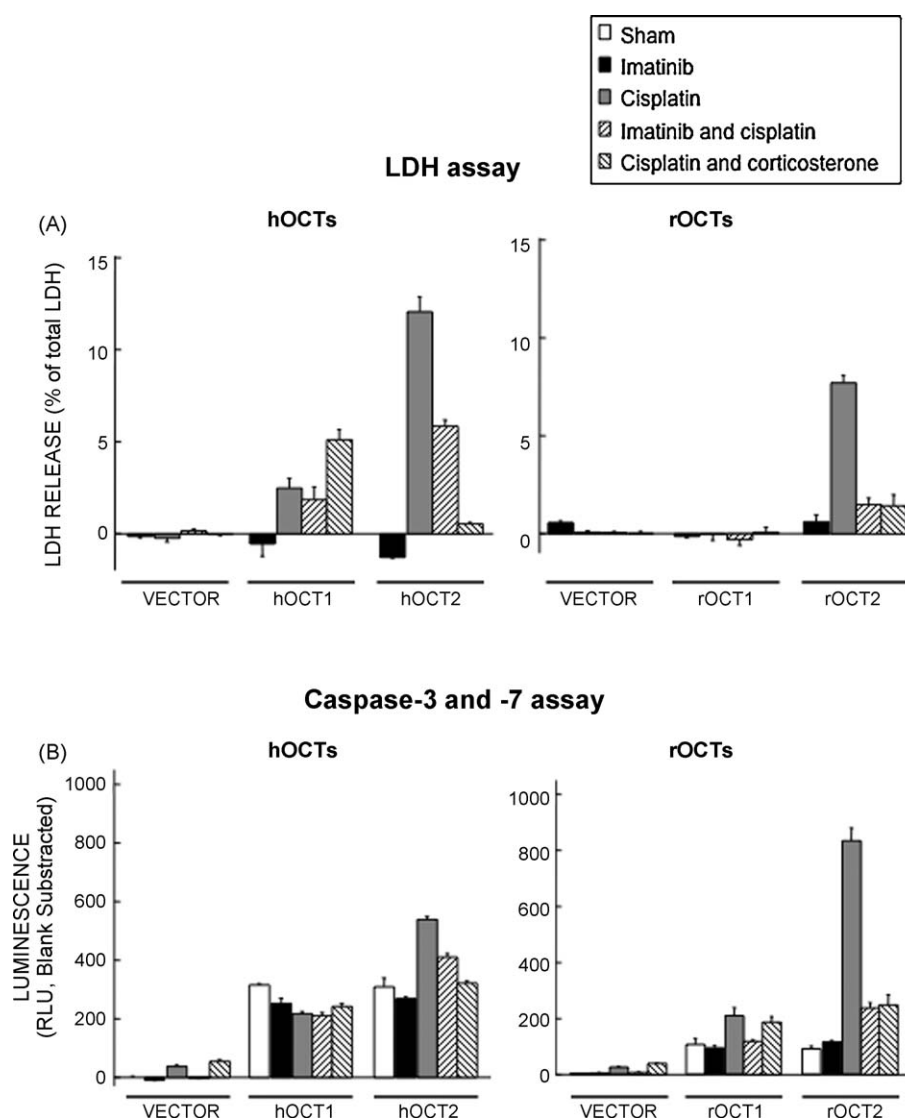 Sham
Imatinib
Cisplatin
Imatinib and cisplatin
Cisplatin and corticosterone
LDH assay
(A)
hOCTs
rOCTs
LDH RELEASE (% of total LDH)
15
10
5
0
VECTOR
hOCT1
hOCT2
15
10
5
0
VECTOR
rOCT1
rOCT2
Caspase-3 and -7 assay
(B)
hOCTs
rOCTs
LUMINESCENCE
(RLU, Blank Substracted)
1000
800
600
400
200
0
VECTOR
hOCT1
hOCT2
1000
800
600
400
200
0
VECTOR
rOCT1
rOCT2